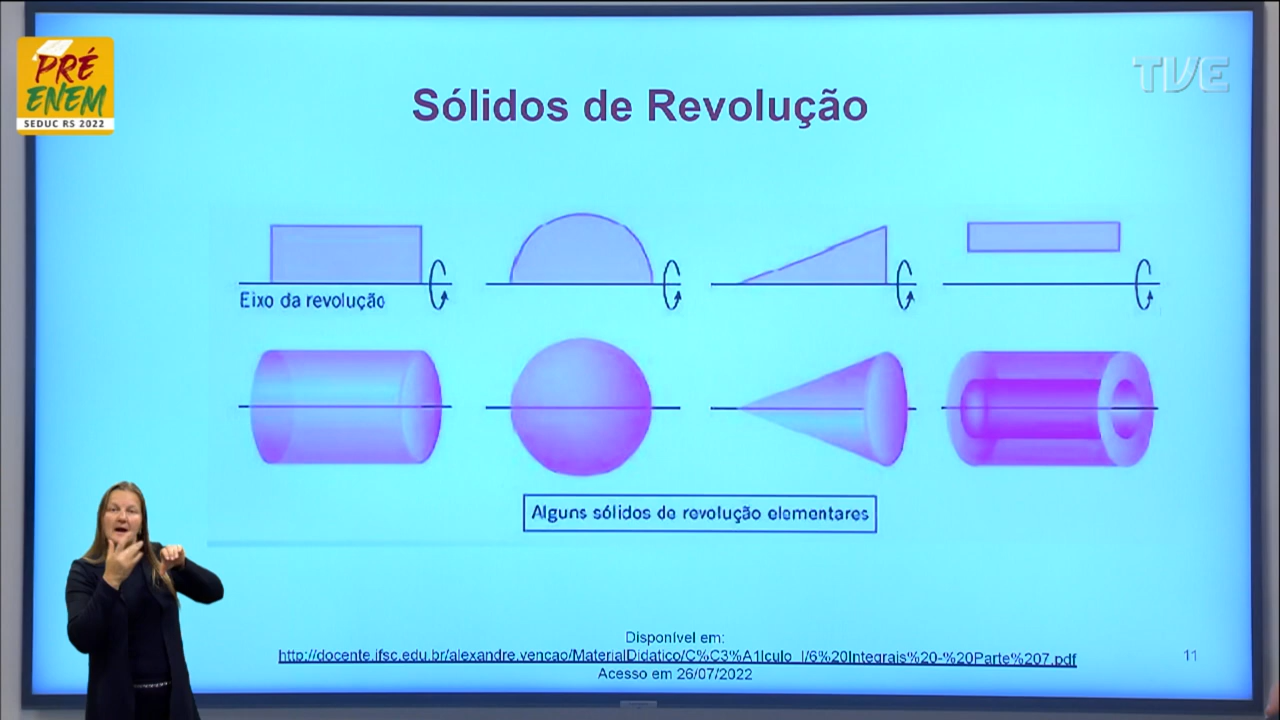 PRÉ
ENEM
SEDUC RS 2022
TVE
Sólidos de Revolução
Eixo da revolução
Alguns sólidos de revolução elementares
Disponível em:
http://docente.ifsc.edu.br/alexandre.vencao/MaterialDidatico/C%C3%A1lculo_I/6%20Integrais%20-%20Parte%207.pdf
Acesso em 26/07/2022
11